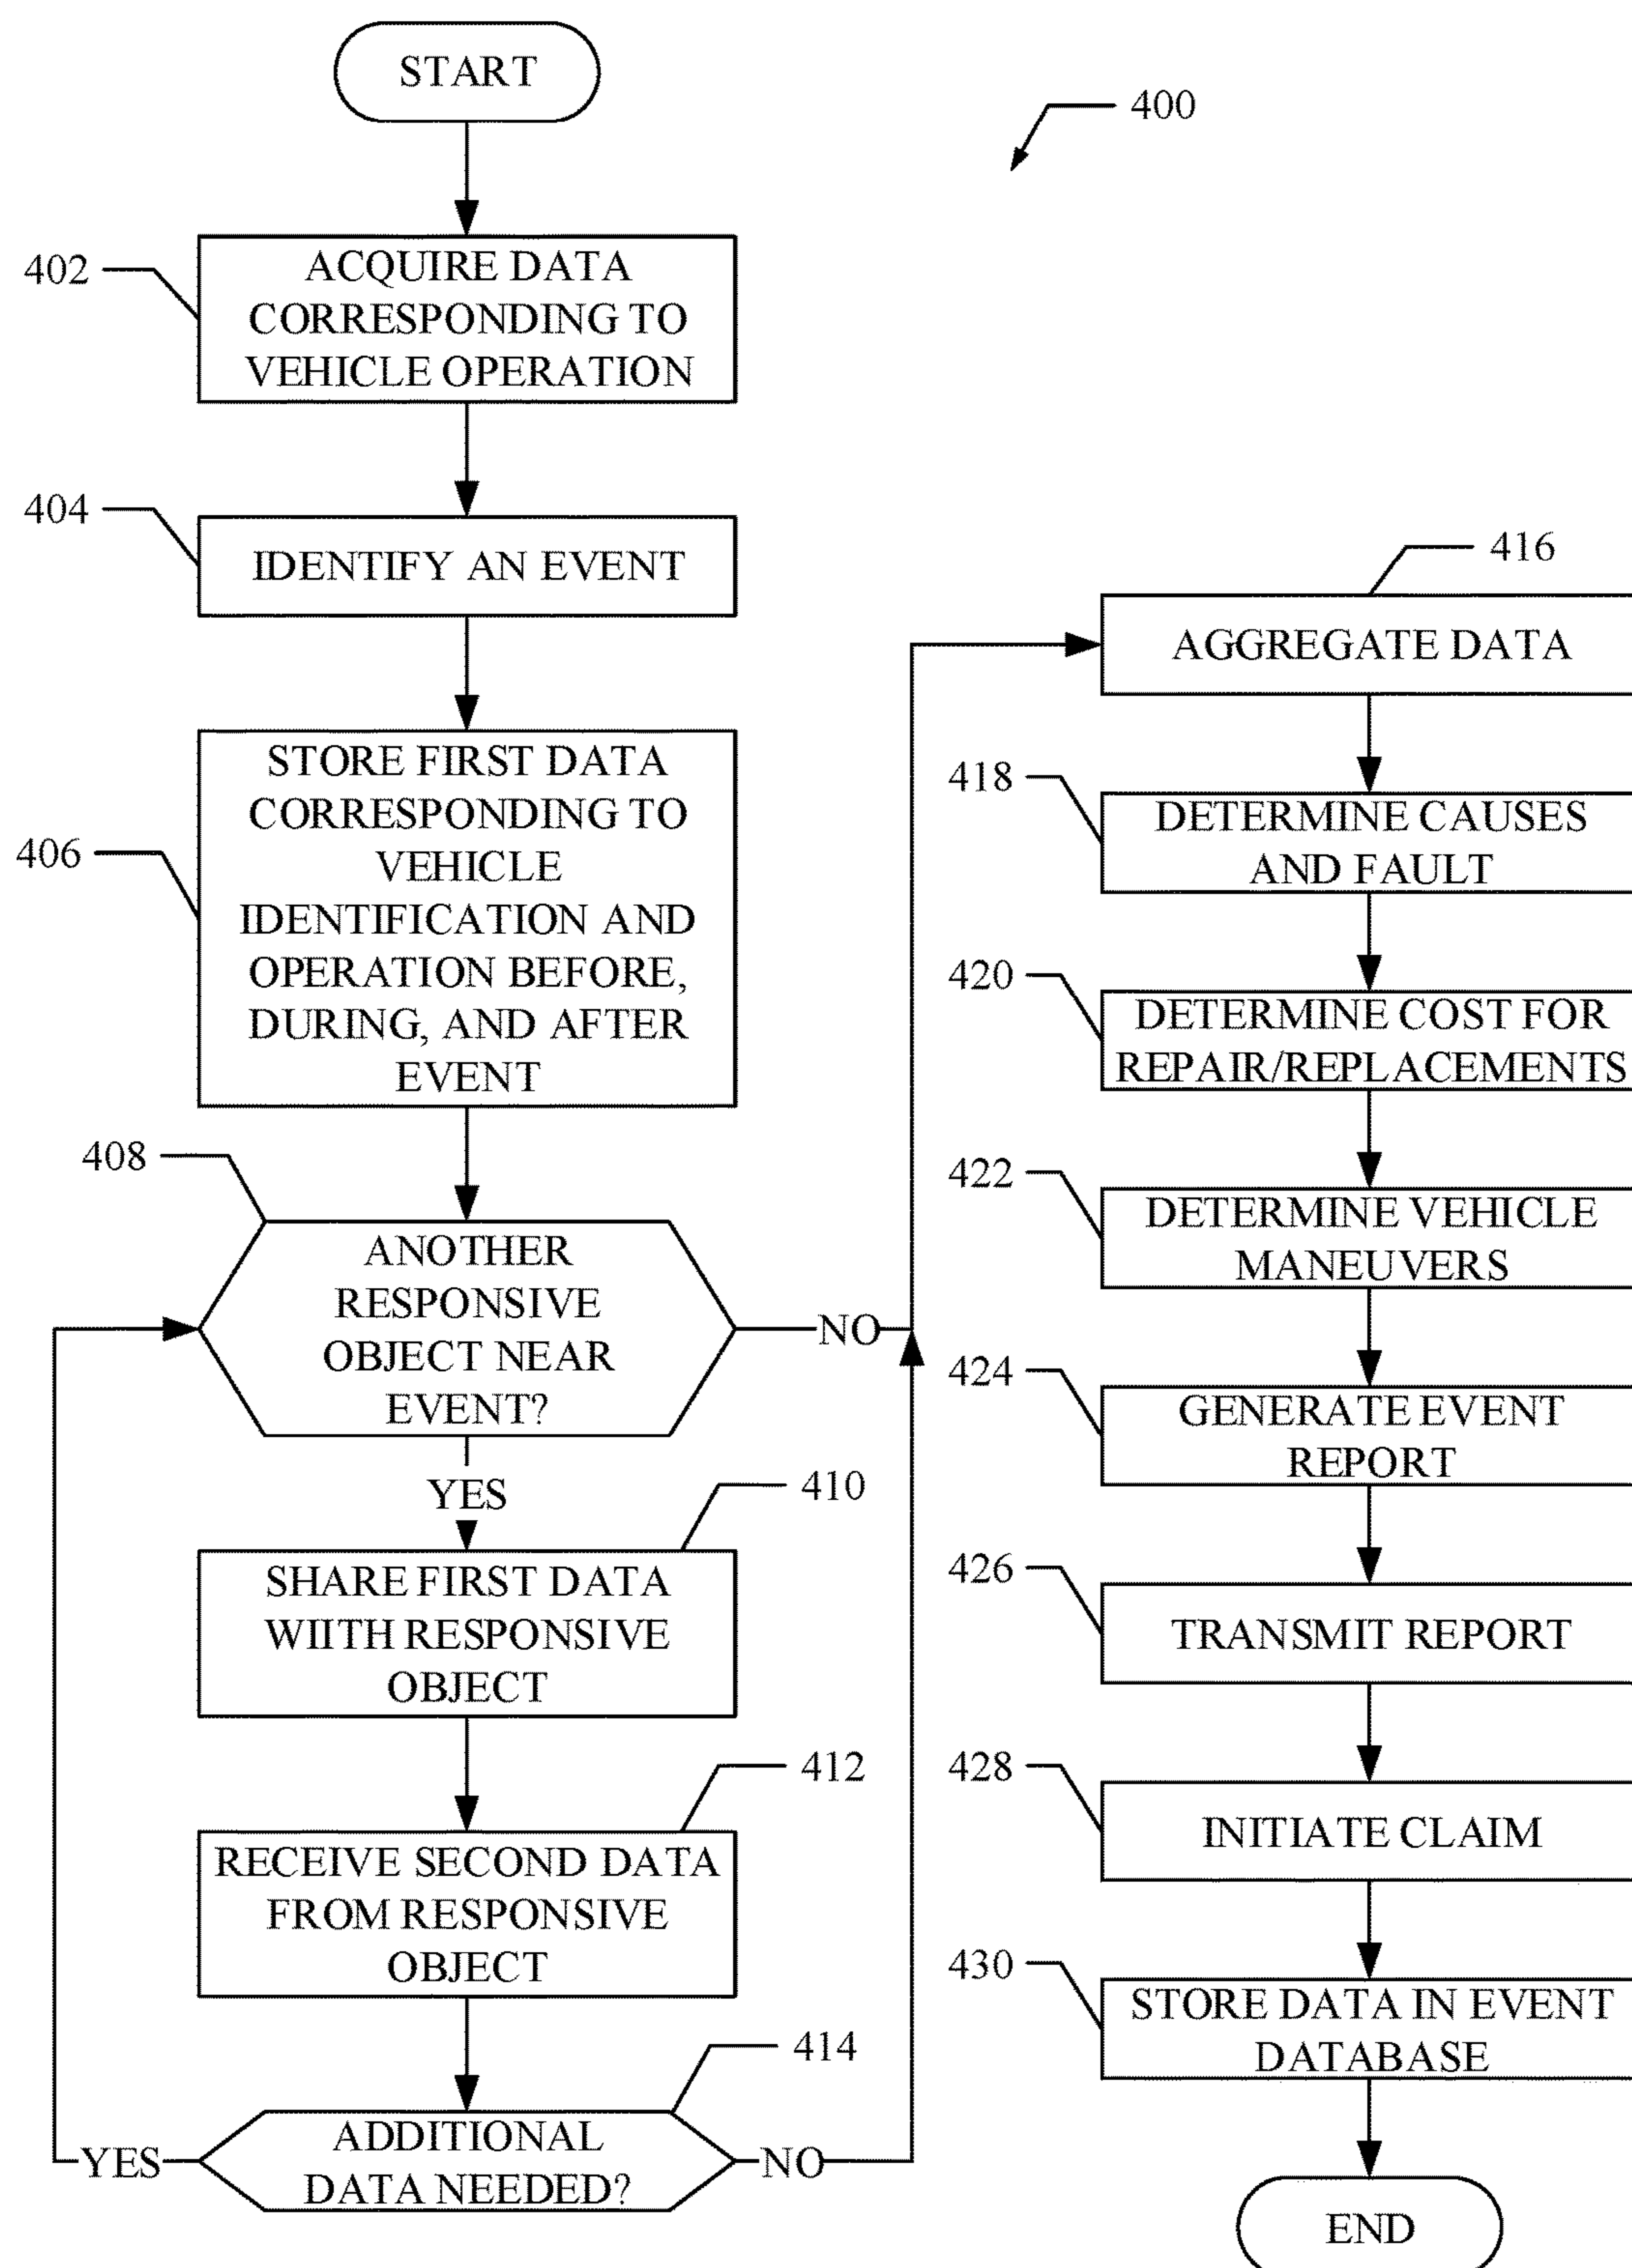 START
400
402
ACQUIRE DATA
CORRESPONDING TO
VEHICLE OPERATION
404
IDENTIFY AN EVENT
406
STORE FIRST DATA
CORRESPONDING TO
VEHICLE
IDENTIFICATION AND
OPERATION BEFORE,
DURING, AND AFTER
EVENT
408
ANOTHER
RESPONSIVE
OBJECT NEAR
EVENT?
NO
YES
410
SHARE FIRST DATA
WIITH RESPONSIVE
OBJECT
412
RECEIVE SECOND DATA
FROM RESPONSIVE
OBJECT
414
ADDITIONAL
DATA NEEDED?
YES
NO
416
AGGREGATE DATA
418
DETERMINE CAUSES
AND FAULT
420
DETERMINE COST FOR
REPAIR/REPLACEMENTS
422
DETERMINE VEHICLE
MANEUVERS
424
GENERATE EVENT
REPORT
426
TRANSMIT REPORT
428
INITIATE CLAIM
430
STORE DATA IN EVENT
DATABASE
END